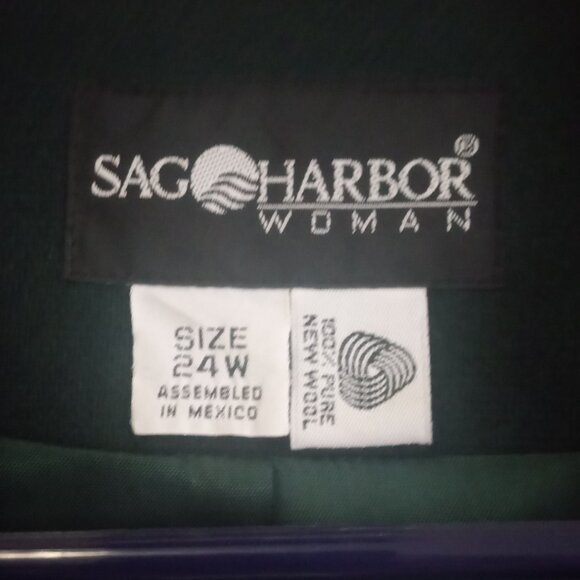 SAG HARBOR®
WOMAN
SIZE
24W
ASSEMBLED
IN MEXICO
100% PURE
NEW WOOL